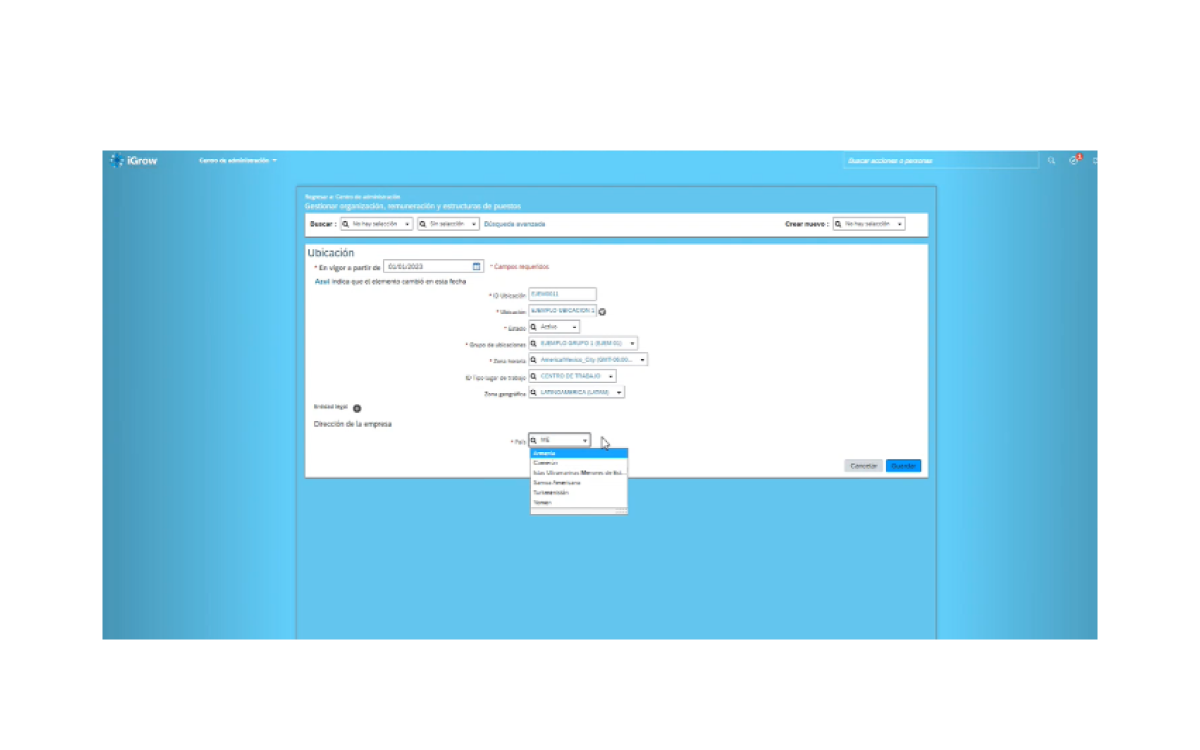 iGrow
Centro de administración
Buscar acciones o personas
1
Regresar a: Centro de administración
Gestionar organización, remuneración y estructuras de puestos
Buscar : No hay selección Sin selección Búsqueda avanzada Crear nuevo : No hay selección
Ubicación
* En vigor a partir de 01/01/2023 * Campos requeridos
Azul indica que el elemento cambió en esta fecha
* ID Ubicación
* Ubicación EJEMPLO UBICACION 1
* Estado Activo
* Grupo de ubicaciones EJEMPLO GRUPO 1 (EJEM 01)
* Zona horaria America/Mexico_City (GMT-06:00...
ID Tipo lugar de trabajo CENTRO DE TRABAJO
Zona geográfica LATINOAMERICA (LATAM)
Entidad legal
Dirección de la empresa
* País ME
Armenia
Camerún
Islas Ultramarinas Menores de Est...
Samoa Americana
Turkmenistán
Yemen
Cancelar Guardar